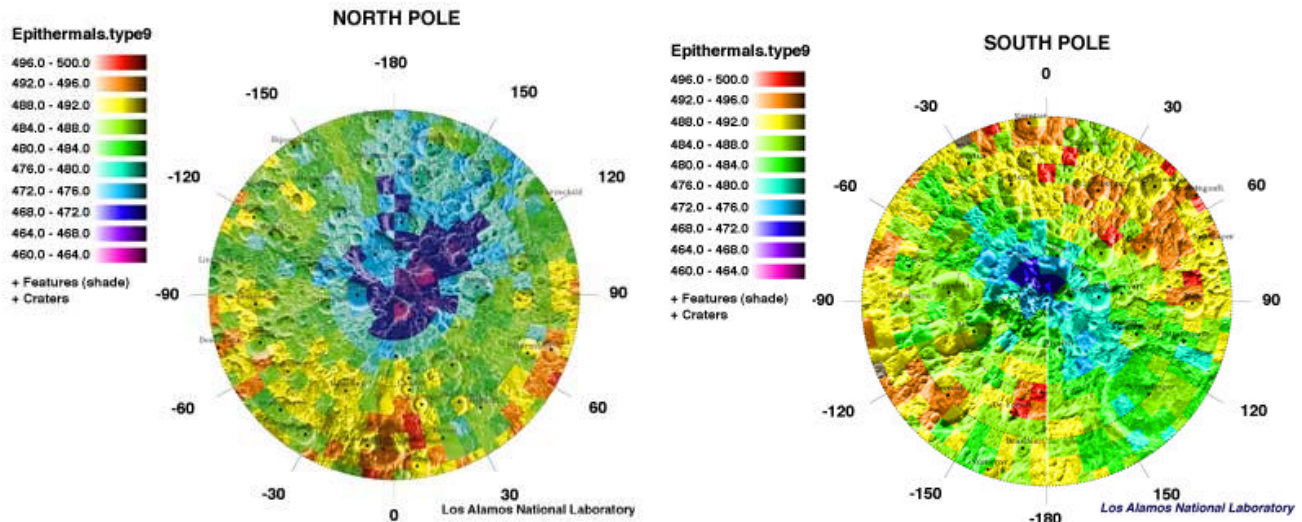 NORTH POLE
Epithermals.type9
496.0 - 500.0
492.0 - 496.0
488.0 - 492.0
484.0 - 488.0
480.0 - 484.0
476.0 - 480.0
472.0 - 476.0
468.0 - 472.0
464.0 - 468.0
460.0 - 464.0
+ Features (shade)
+ Craters
-180
-150
150
-120
120
-90
90
-60
60
-30
30
0
Los Alamos National Laboratory
SOUTH POLE
Epithermals.type9
496.0 - 500.0
492.0 - 496.0
488.0 - 492.0
484.0 - 488.0
480.0 - 484.0
476.0 - 480.0
472.0 - 476.0
468.0 - 472.0
464.0 - 468.0
460.0 - 464.0
+ Features (shade)
+ Craters
0
-30
30
-60
60
-90
90
-120
120
-150
150
-180
Los Alamos National Laboratory